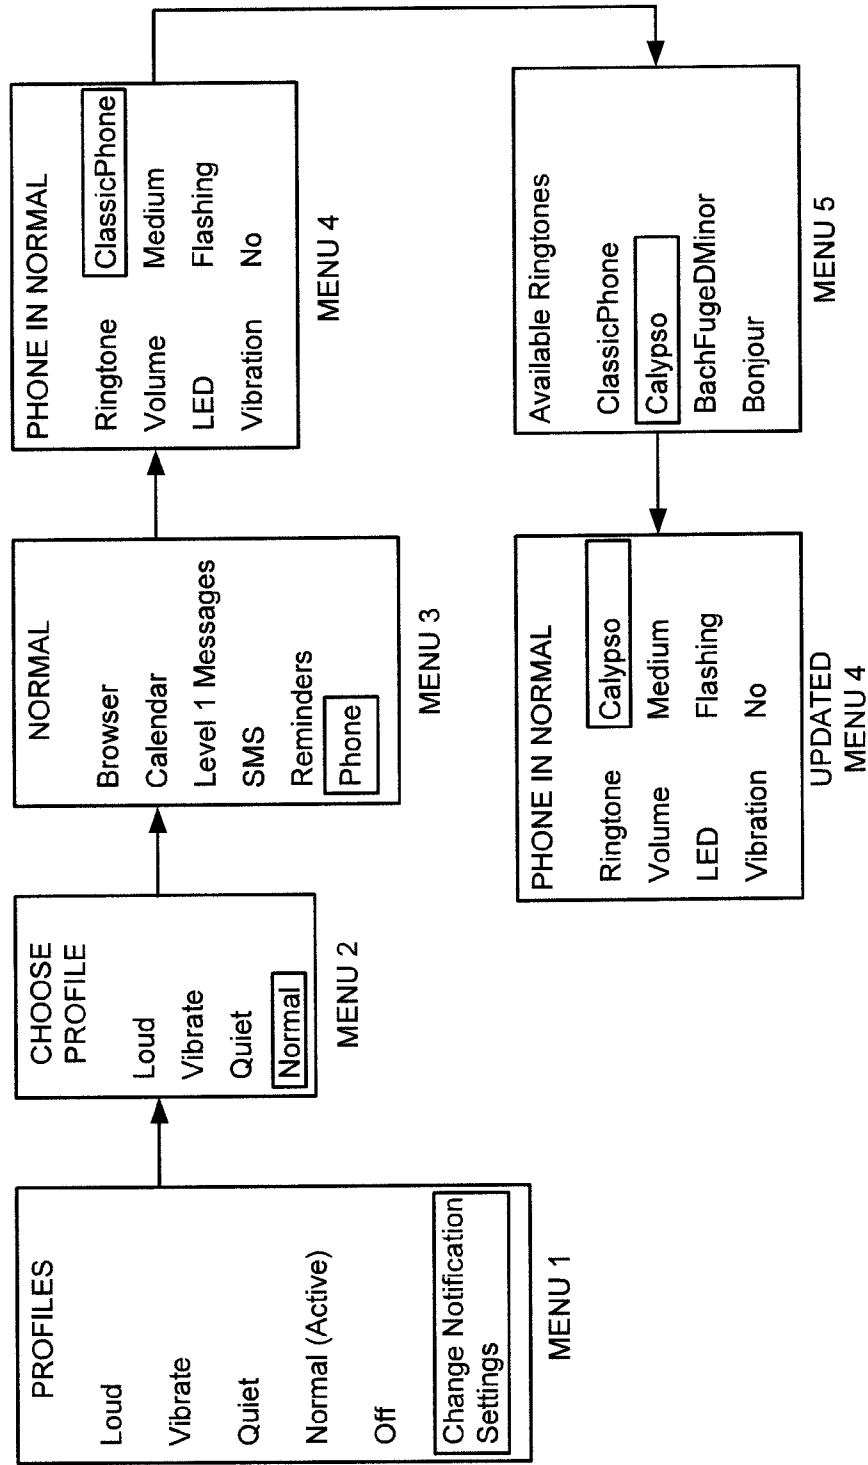 PROFILES
Loud
Vibrate
Quiet
Normal (Active)
Off
Change Notification
Settings
MENU 1
CHOOSE
PROFILE
Loud
Vibrate
Quiet
Normal
MENU 2
NORMAL
Browser
Calendar
Level 1 Messages
SMS
Reminders
Phone
MENU 3
PHONE IN NORMAL
Ringtone ClassicPhone
Volume Medium
LED Flashing
Vibration No
MENU 4
Available Ringtones
ClassicPhone
Calypso
BachFugeDMinor
Bonjour
MENU 5
PHONE IN NORMAL
Ringtone Calypso
Volume Medium
LED Flashing
Vibration No
UPDATED
MENU 4